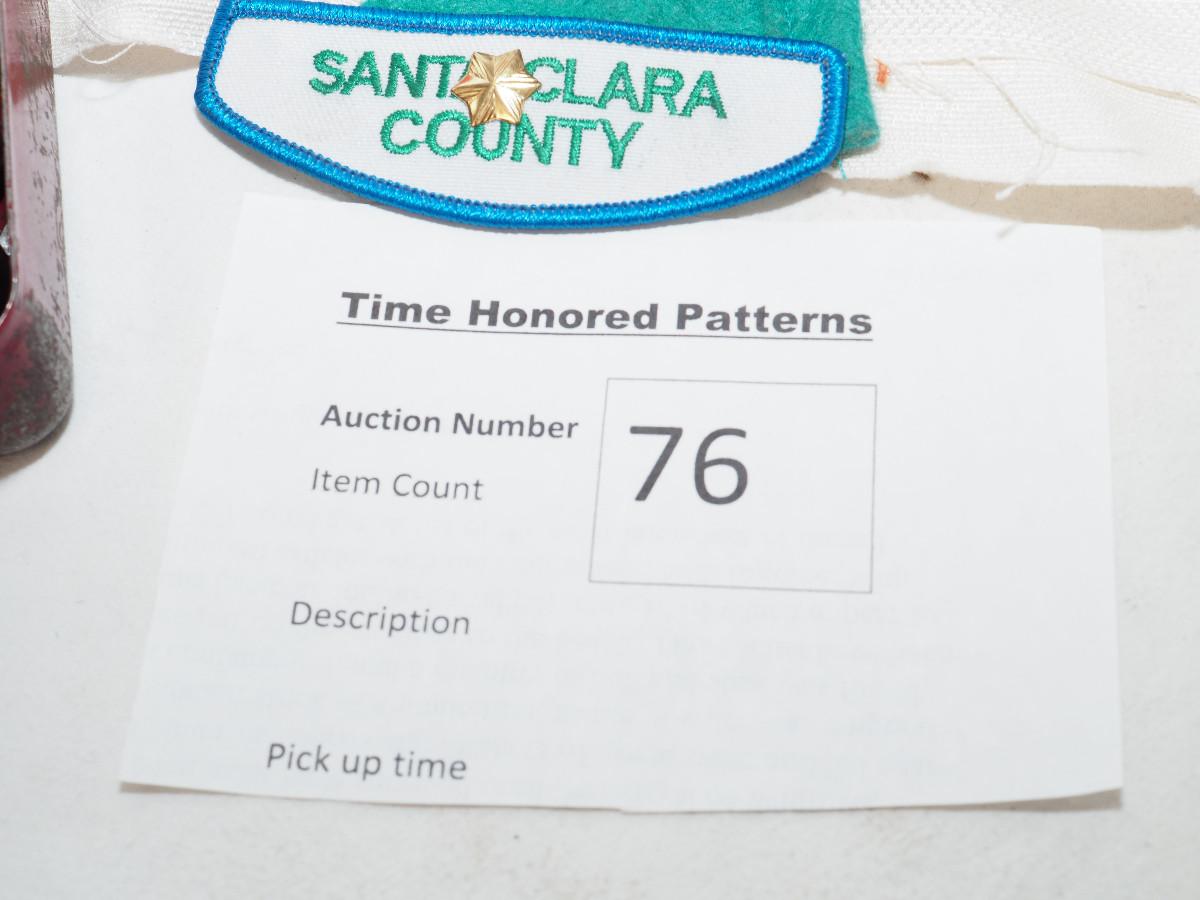 SANTA CLARA
COUNTY
Time Honored Patterns
Auction Number 76
Item Count
Description
Pick up time